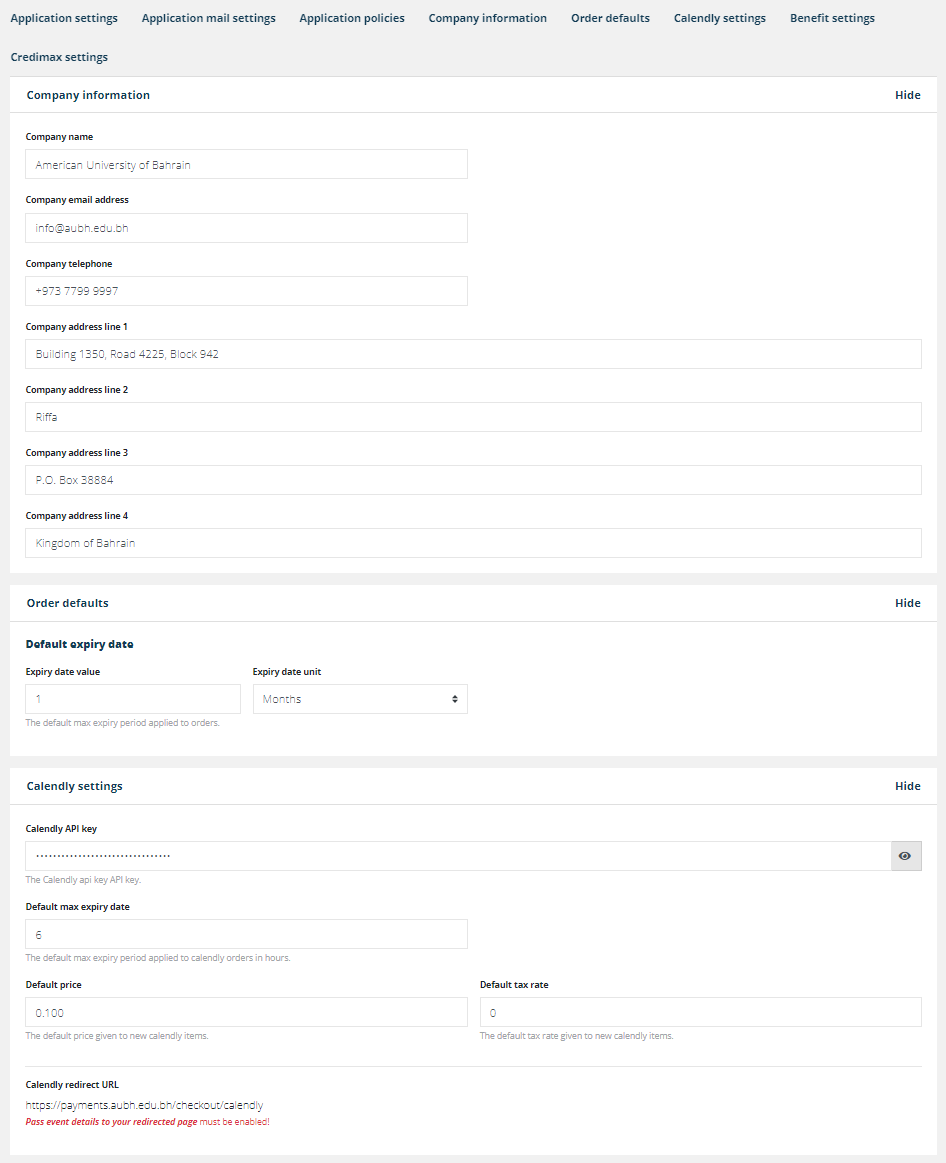 Application settings Application mail settings Application policies Company information Order defaults Calendly settings Benefit settings
Credimax settings
Company information Hide
Company name
American University of Bahrain
Company email address
info@aubh.edu.bh
Company telephone
+973 7799 9997
Company address line 1
Building 1350, Road 4225, Block 942
Company address line 2
Riffa
Company address line 3
P.O. Box 38884
Company address line 4
Kingdom of Bahrain
Order defaults Hide
Default expiry date
Expiry date value Expiry date unit
1 Months
The default max expiry period applied to orders.
Calendly settings Hide
Calendly API key
································
The Calendly api key API key.
Default max expiry date
6
The default max expiry period applied to calendly orders in hours.
Default price Default tax rate
0.100 0
The default price given to new calendly items. The default tax rate given to new calendly items.
Calendly redirect URL
https://payments.aubh.edu.bh/checkout/calendly
Pass event details to your redirected page must be enabled!